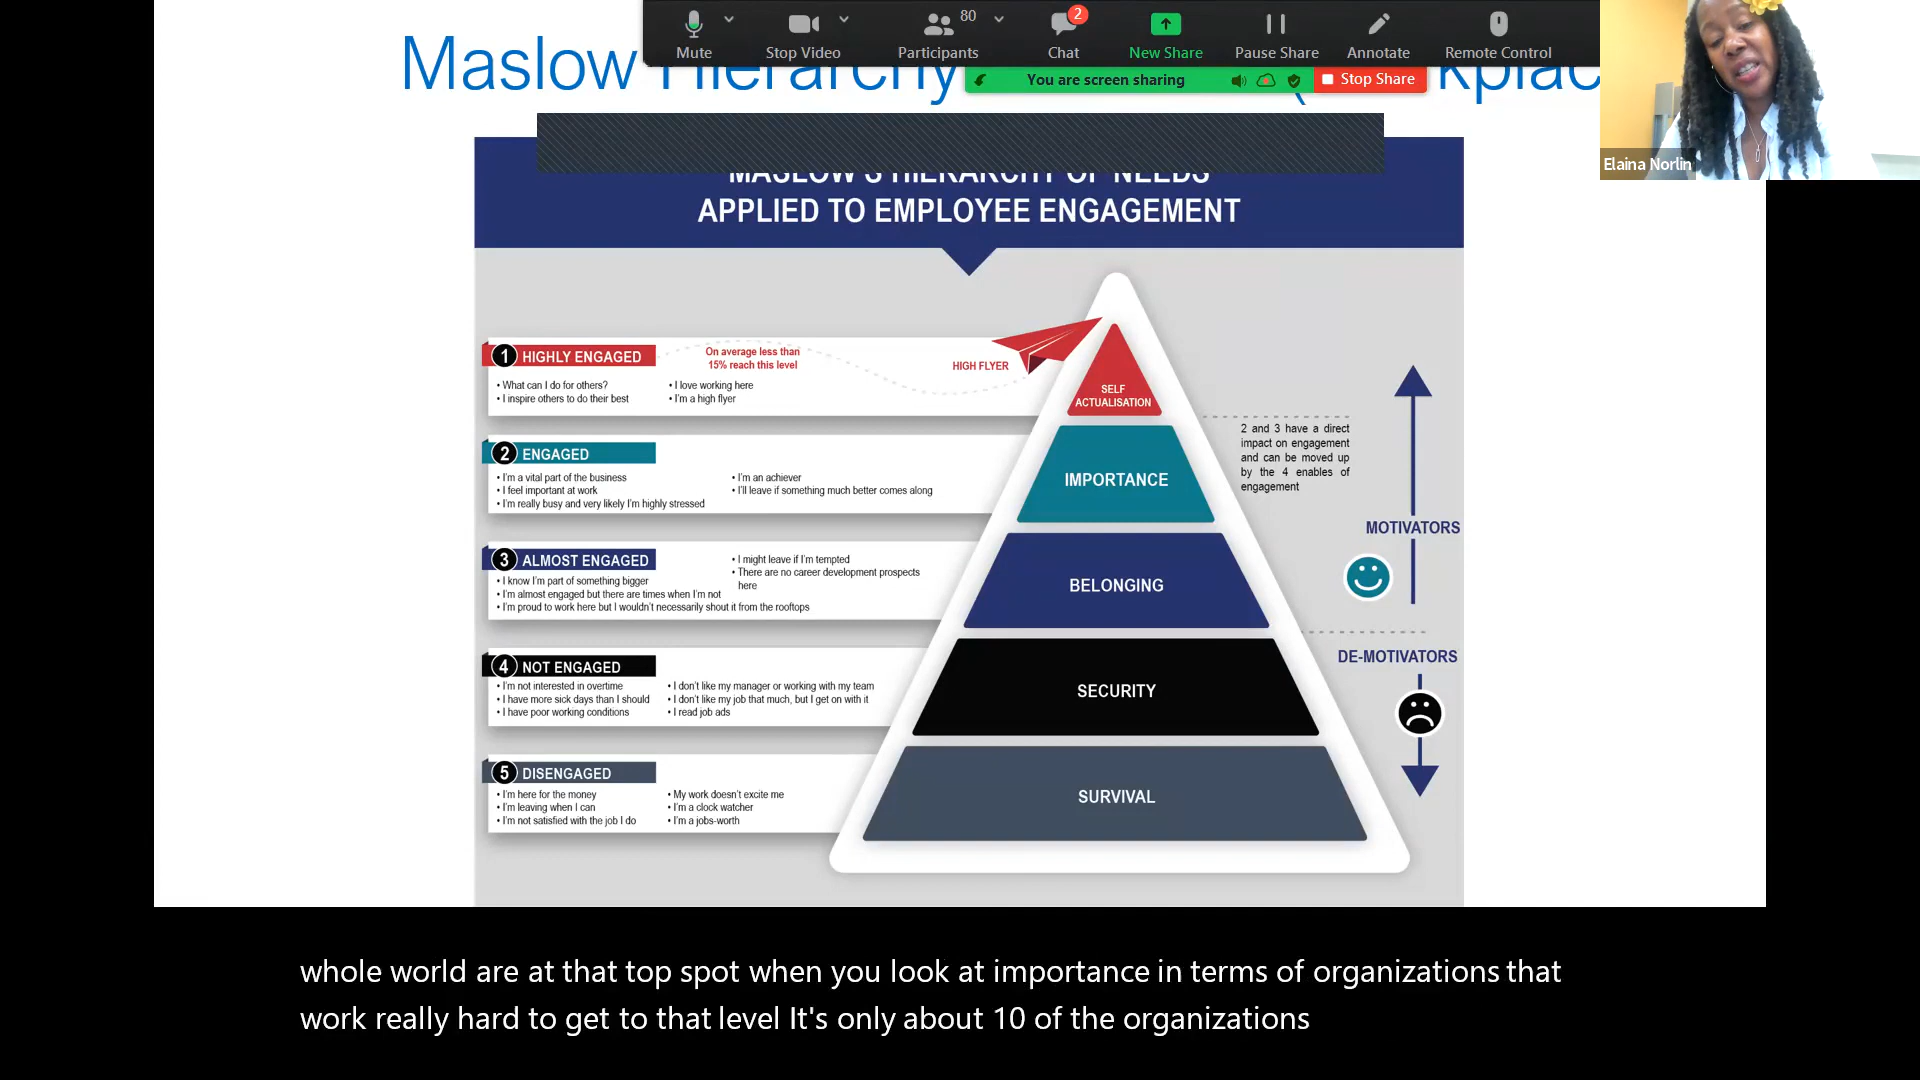 Mute
Stop Video
Participants
80
Chat
2
New Share
Pause Share
Annotate
Remote Control
Maslow
You are screen sharing
Stop Share
Elaina Norlin
MASLOW'S HIERARCHY OF NEEDS
APPLIED TO EMPLOYEE ENGAGEMENT
1 HIGHLY ENGAGED
On average less than
15% reach this level
HIGH FLYER
• What can I do for others?
• I inspire others to do their best
• I love working here
• I'm a high flyer
SELF
ACTUALISATION
2 ENGAGED
• I'm a vital part of the business
• I feel important at work
• I'm really busy and very likely I'm highly stressed
• I'm an achiever
• I'll leave if something much better comes along
IMPORTANCE
2 and 3 have a direct
impact on engagement
and can be moved up
by the 4 enables of
engagement
MOTIVATORS
3 ALMOST ENGAGED
• I know I'm part of something bigger
• I'm almost engaged but there are times when I'm not
• I'm proud to work here but I wouldn't necessarily shout it from the rooftops
• I might leave if I'm tempted
• There are no career development prospects
here
BELONGING
DE-MOTIVATORS
4 NOT ENGAGED
• I'm not interested in overtime
• I have more sick days than I should
• I have poor working conditions
• I don't like my manager or working with my team
• I don't like my job that much, but I get on with it
• I read job ads
SECURITY
5 DISENGAGED
• I'm here for the money
• I'm leaving when I can
• I'm not satisfied with the job I do
• My work doesn't excite me
• I'm a clock watcher
• I'm a jobs-worth
SURVIVAL
whole world are at that top spot when you look at importance in terms of organizations that
work really hard to get to that level It's only about 10 of the organizations